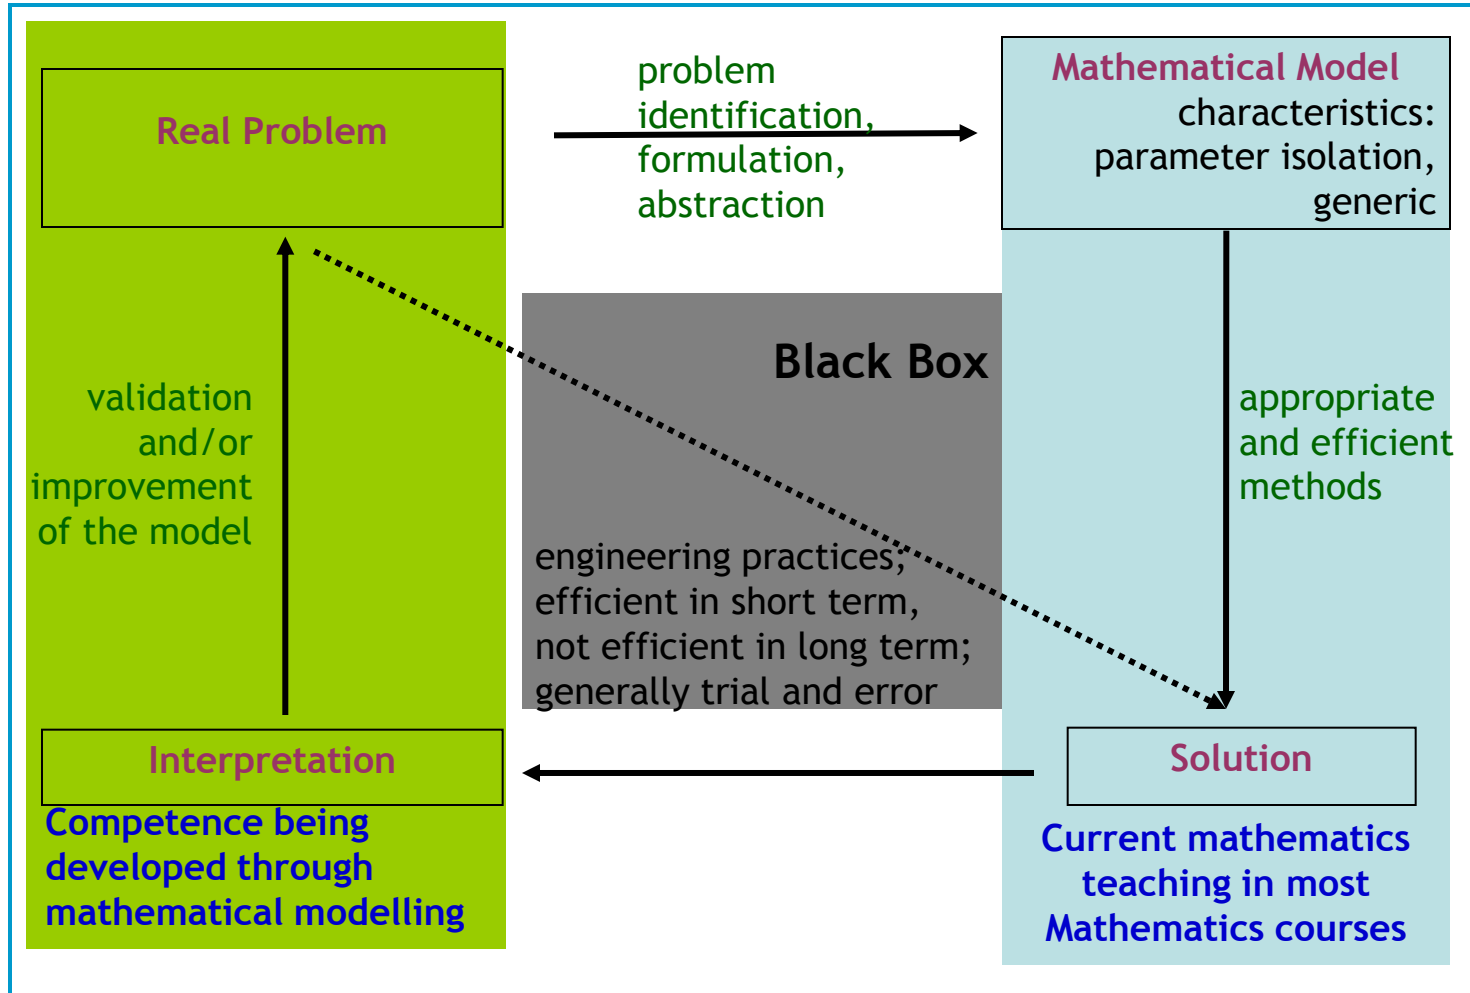 Real Problem
problem
identification,
formulation,
abstraction
Mathematical Model
characteristics:
parameter isolation,
generic
Black Box
validation
and/or
improvement
of the model
appropriate
and efficient
methods
engineering practices;
efficient in short term,
not efficient in long term;
generally trial and error
Interpretation
Solution
Competence being
developed through
mathematical modelling
Current mathematics
teaching in most
Mathematics courses